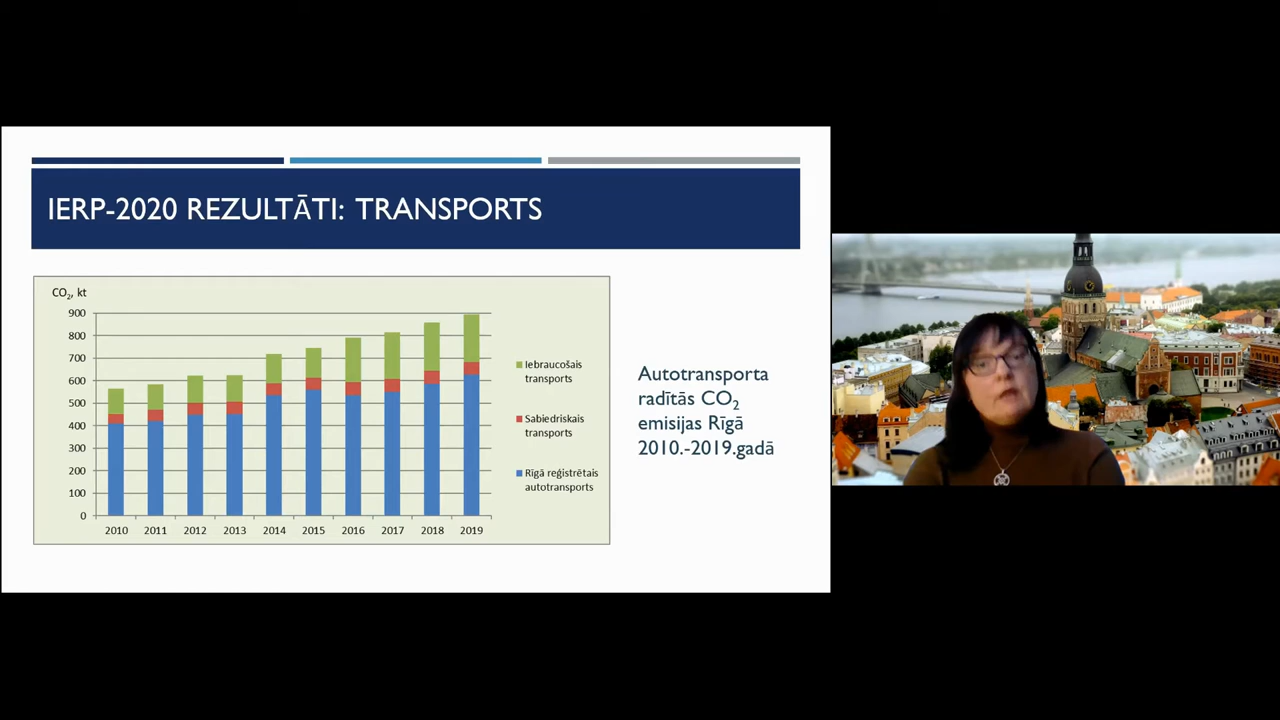 IERP-2020 REZULTĀTI: TRANSPORTS
CO₂, kt
900
800
700
600
500
400
300
200
100
0
2010 2011 2012 2013 2014 2015 2016 2017 2018 2019
Iebraucošais
transports
Sabiedriskais
transports
Rīgā reģistrētais
autotransports
Autotransporta
radītās CO₂
emisijas Rīgā
2010.-2019.gadā